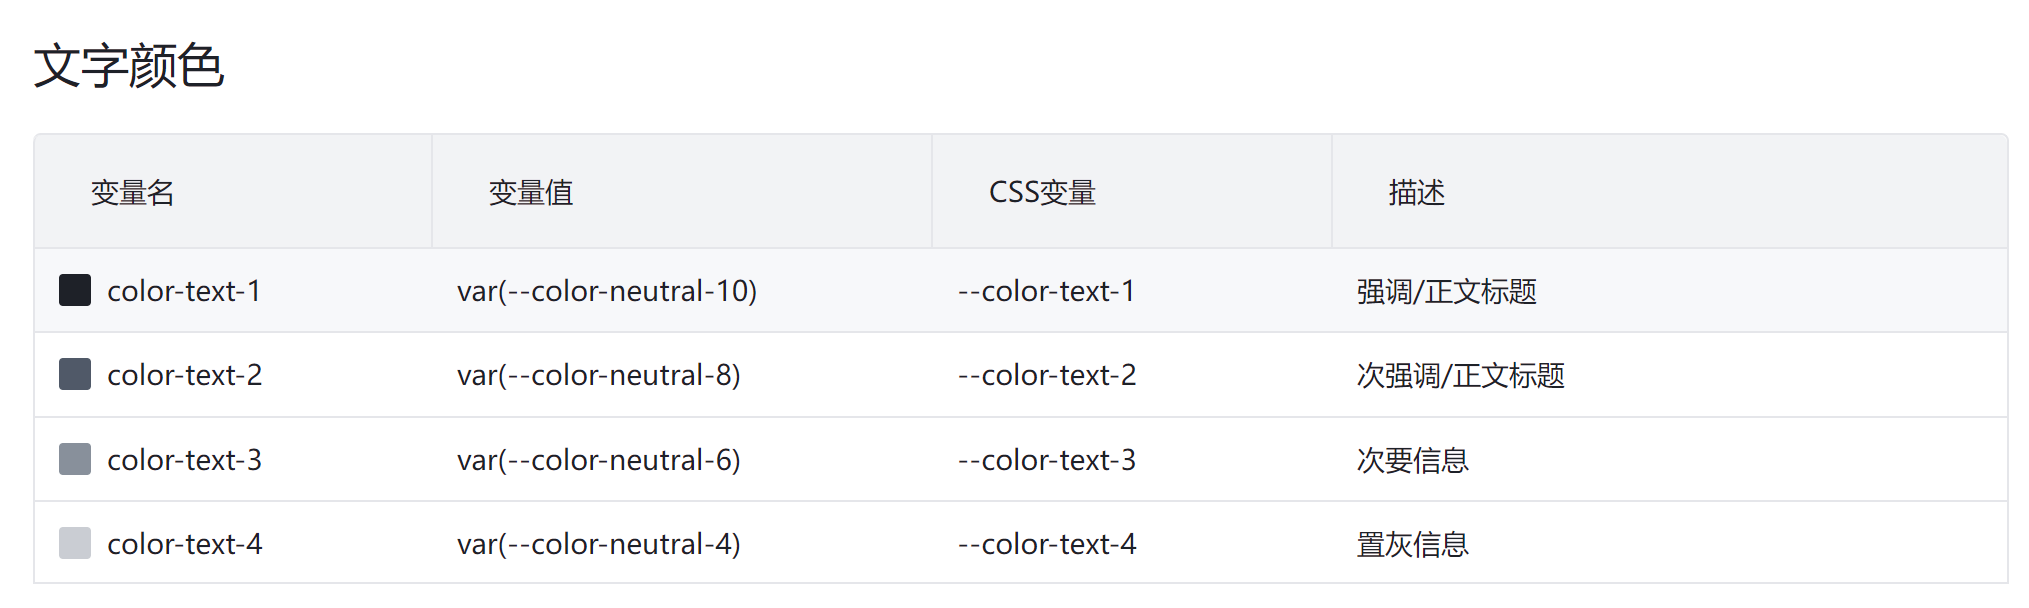 文字颜色
变量名 变量值 CSS变量 描述
color-text-1 var(--color-neutral-10) --color-text-1 强调/正文标题
color-text-2 var(--color-neutral-8) --color-text-2 次强调/正文标题
color-text-3 var(--color-neutral-6) --color-text-3 次要信息
color-text-4 var(--color-neutral-4) --color-text-4 置灰信息